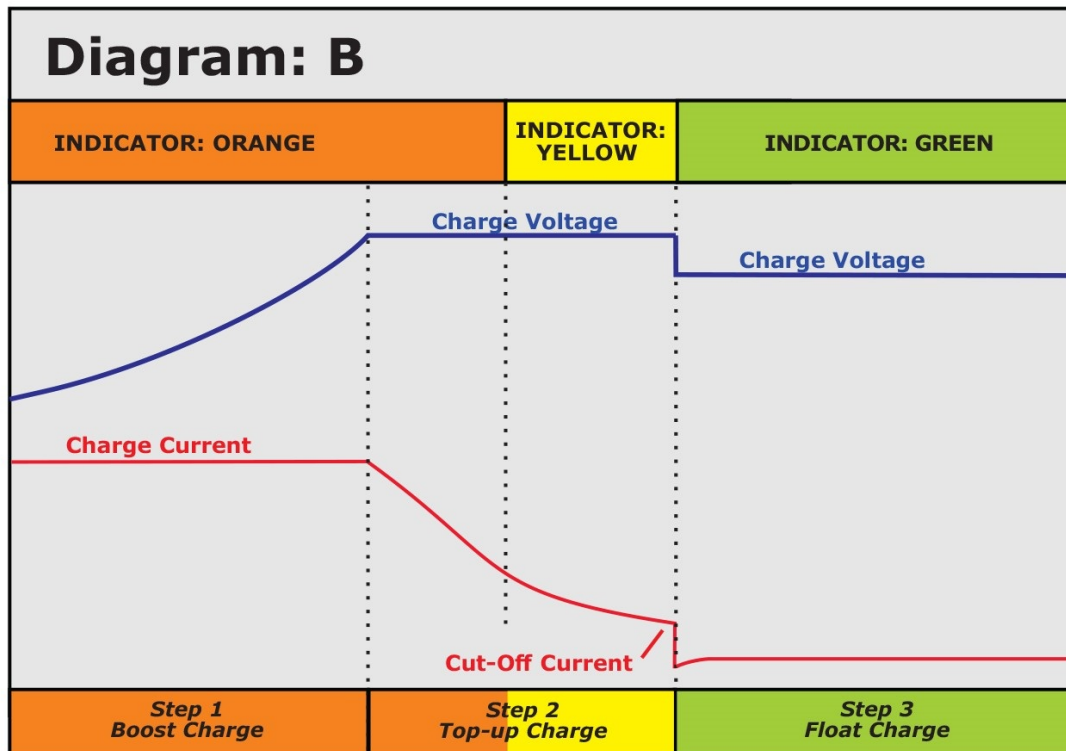 Diagram: B
INDICATOR: ORANGE
INDICATOR:
YELLOW
INDICATOR: GREEN
Charge Voltage
Charge Voltage
Charge Current
Cut-Off Current
Step 1
Boost Charge
Step 2
Top-up Charge
Step 3
Float Charge